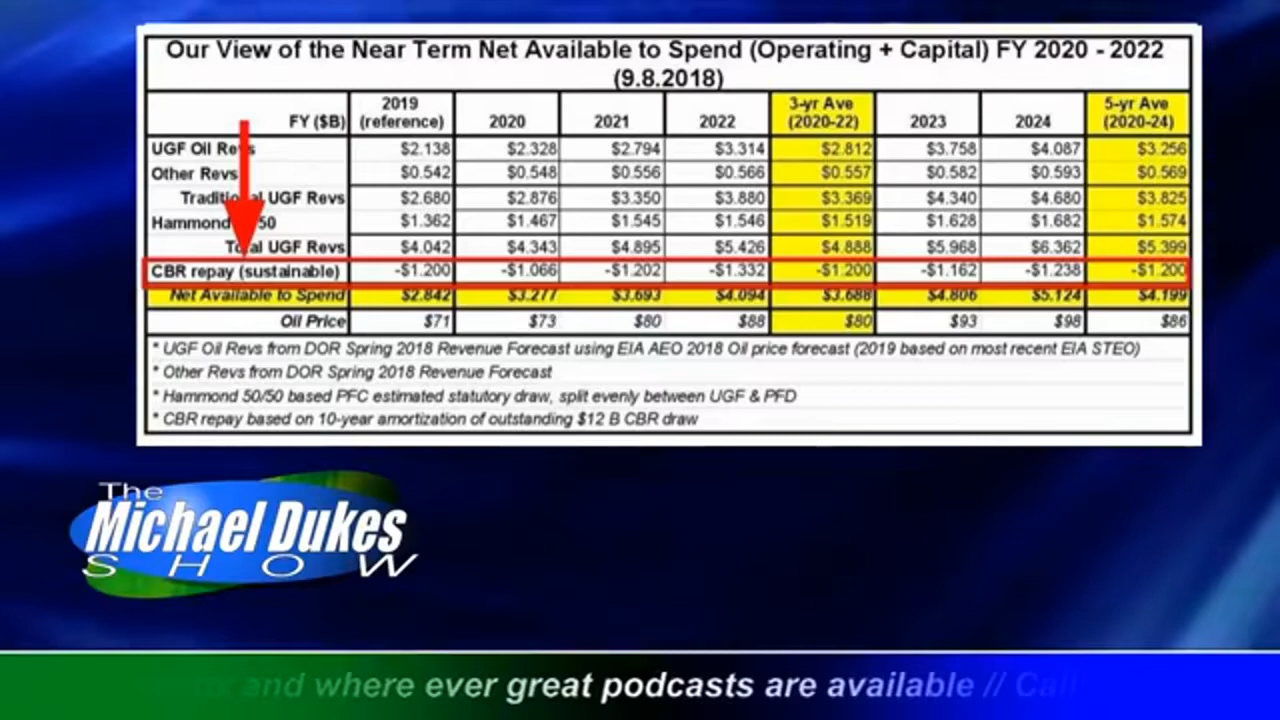 Our View of the Near Term Net Available to Spend (Operating + Capital) FY 2020 - 2022
(9.8.2018)
FY ($B) 2019 (reference) 2020 2021 2022 3-yr Ave (2020-22) 2023 2024 5-yr Ave (2020-24)
UGF Oil Revs $2.138 $2.328 $2.794 $3.314 $2.812 $3.758 $4.087 $3.256
Other Revs $0.542 $0.548 $0.556 $0.566 $0.557 $0.582 $0.593 $0.569
Traditional UGF Revs $2.680 $2.876 $3.350 $3.880 $3.369 $4.340 $4.680 $3.825
Hammond 50 $1.362 $1.467 $1.545 $1.546 $1.519 $1.628 $1.682 $1.574
Total UGF Revs $4.042 $4.343 $4.895 $5.426 $4.888 $5.968 $6.362 $5.399
CBR repay (sustainable) -$1.200 -$1.066 -$1.202 -$1.332 -$1.200 -$1.162 -$1.238 -$1.200
Net Available to Spend $2.842 $3.277 $3.693 $4.094 $3.688 $4.806 $5.124 $4.199
Oil Price $71 $73 $80 $88 $80 $93 $98 $86
* UGF Oil Revs from DOR Spring 2018 Revenue Forecast using EIA AEO 2018 Oil price forecast (2019 based on most recent EIA STEO)
* Other Revs from DOR Spring 2018 Revenue Forecast
* Hammond 50/50 based PFC estimated statutory draw, split evenly between UGF & PFD
* CBR repay based on 10-year amortization of outstanding $12 B CBR draw
The
Michael Dukes
SHOW
and where ever great podcasts are available //